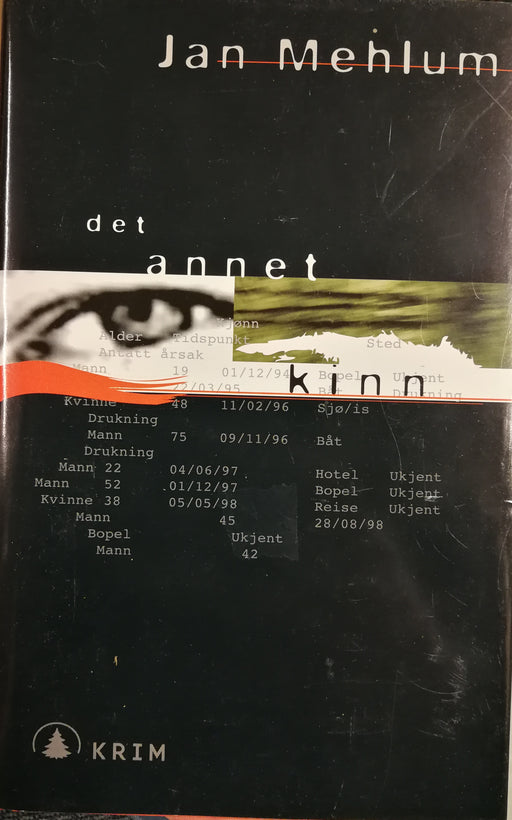 Jan Mehlum
det
annet
kinn
Kjønn
Alder Tidspunkt Sted
Antatt årsak
Mann 19 01/12/94 Bopel Ukjent
22/03/95 Båt Drukning
Kvinne 48 11/02/96 Sjø/is
Drukning
Mann 75 09/11/96 Båt
Drukning
Mann 22 04/06/97 Hotel Ukjent
Mann 52 01/12/97 Bopel Ukjent
Kvinne 38 05/05/98 Reise Ukjent
Mann 45 28/08/98
Bopel Ukjent
Mann 42
KRIM